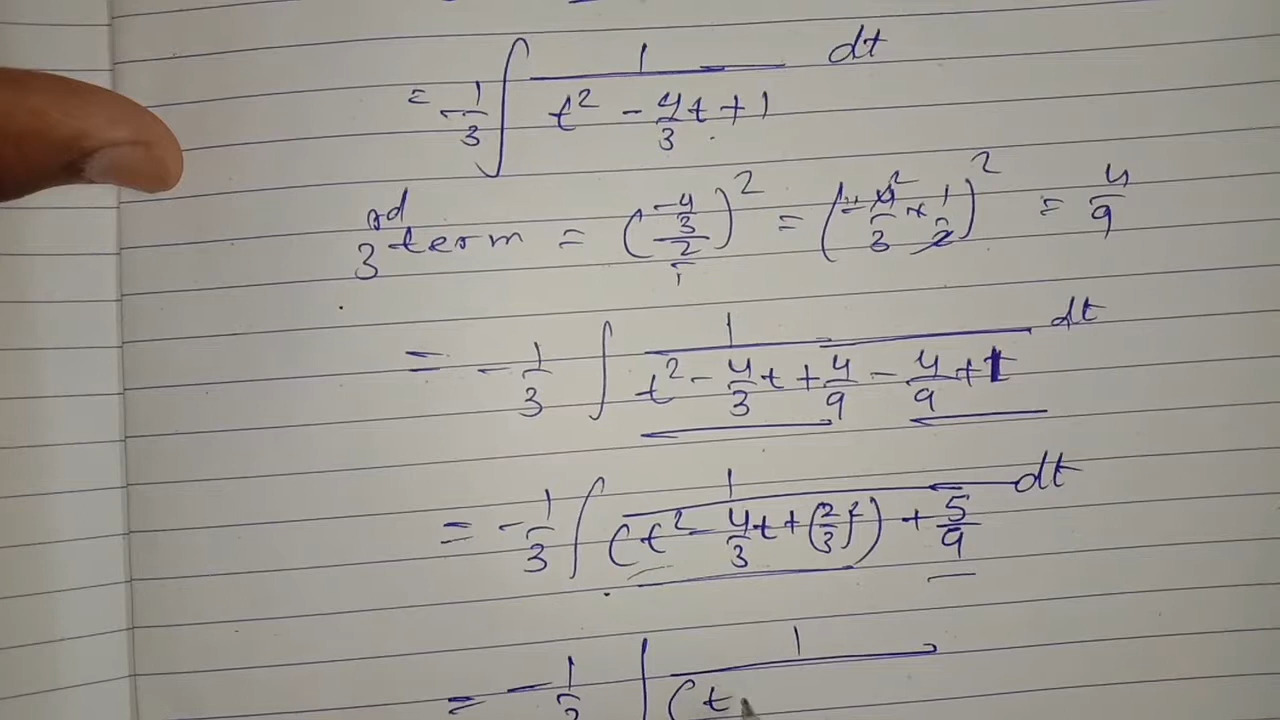 = -1/3 ∫ 1/(t² - 4/3 t + 1) dt
3rd term = (-4/3 / 2/1)² = (-4/3 × 1/2)² = 4/9
= -1/3 ∫ 1/(t² - 4/3 t + 4/9 - 4/9 + 1) dt
= -1/3 ∫ 1/((t² - 4/3 t + (2/3)²) + 5/9) dt
= -1/3 ∫ 1/(t